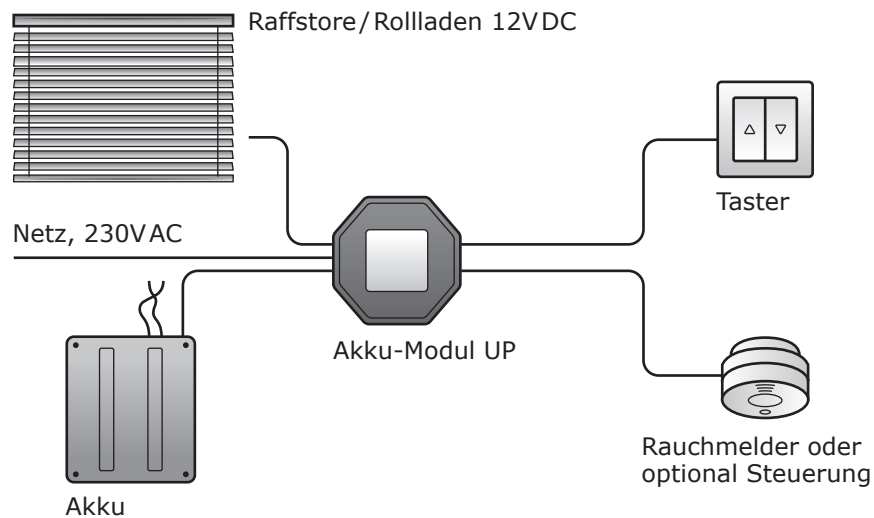 Raffstore/Rollladen 12VDC
Taster
Netz, 230VAC
Akku-Modul UP
Rauchmelder oder
optional Steuerung
Akku